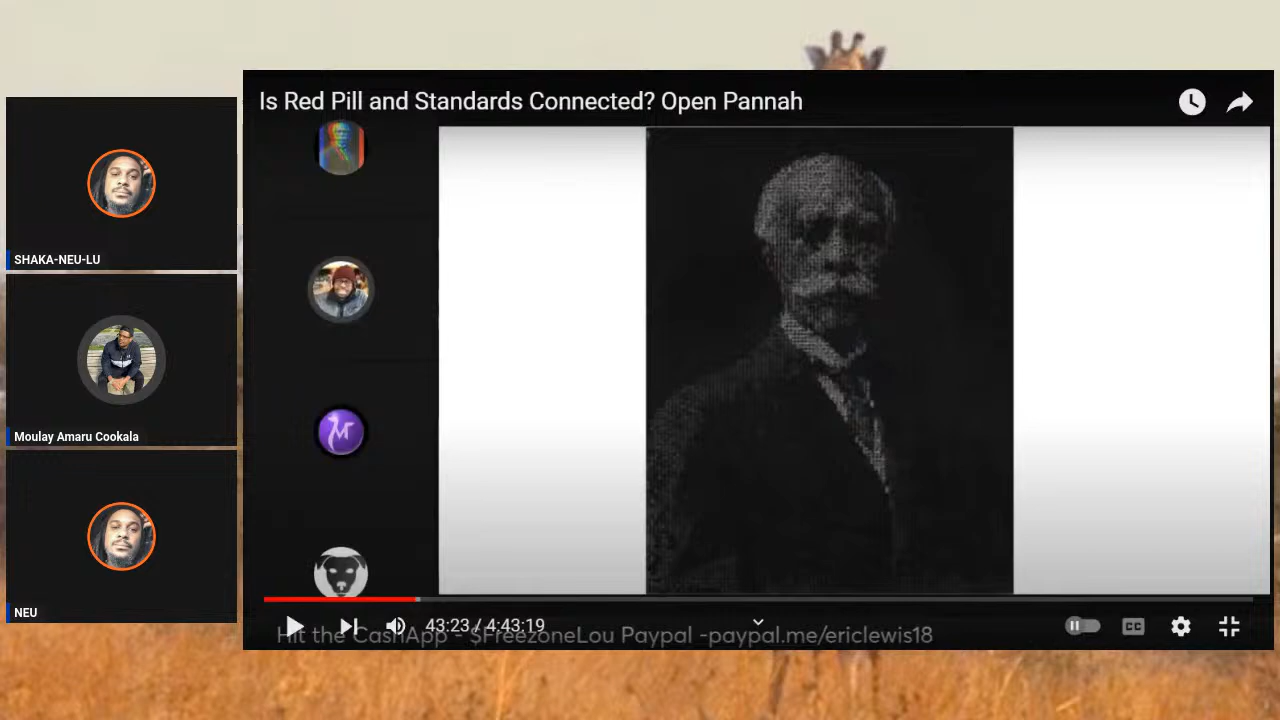 Is Red Pill and Standards Connected? Open Pannah
SHAKA-NEU-LU
Moulay Amaru Cookala
NEU
43:23 / 4:43:19
CC
Hit the CashApp - $FreezoneLou Paypal -paypal.me/ericlewis18